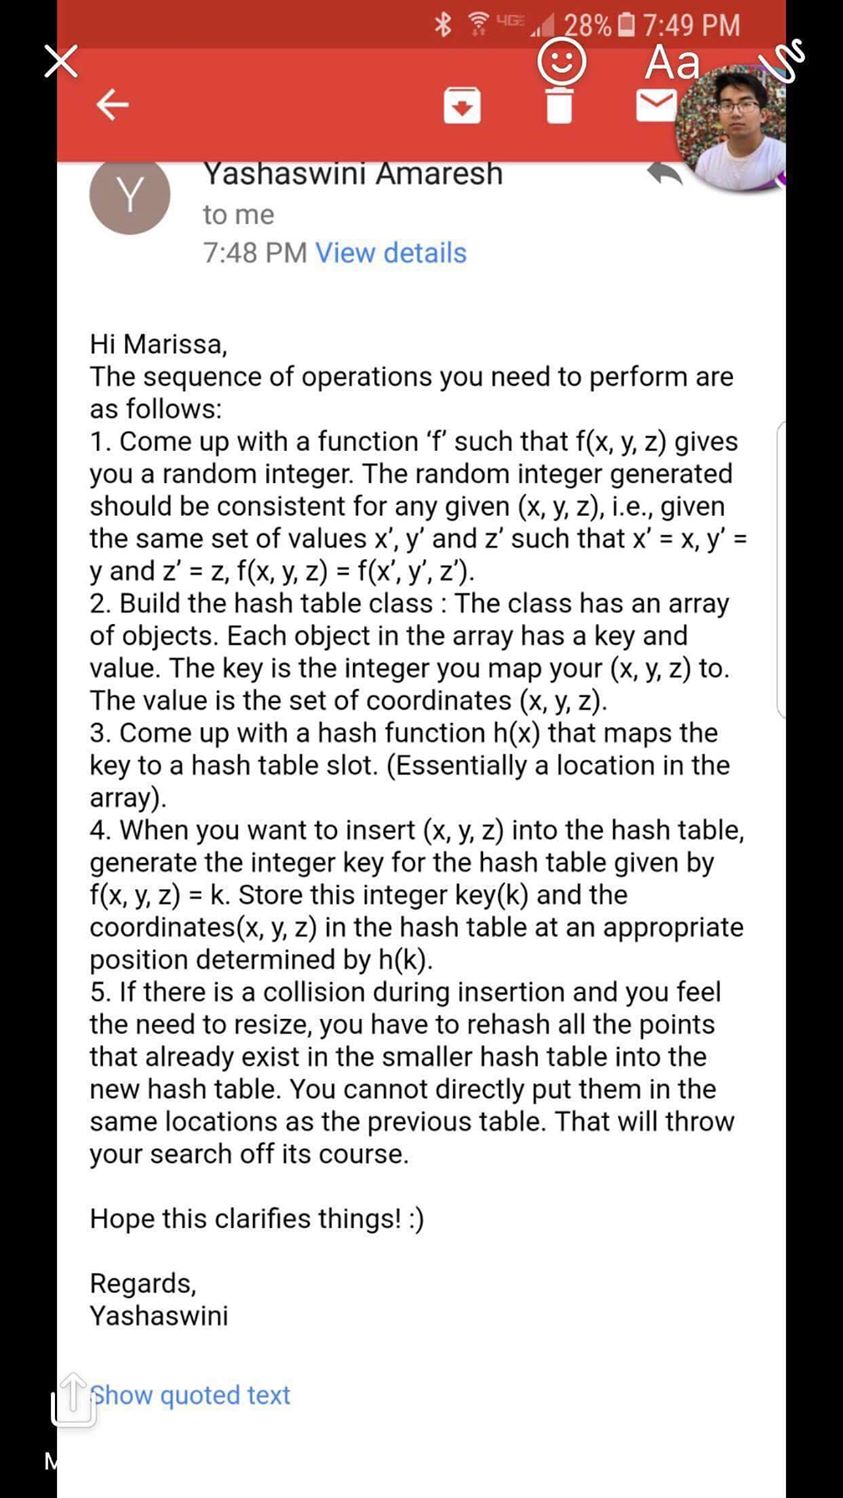 4GE 28% 7:49 PM
Aa
Y
Yashaswini Amaresh
to me
7:48 PM View details
Hi Marissa,
The sequence of operations you need to perform are
as follows:
1. Come up with a function ‘f’ such that f(x, y, z) gives
you a random integer. The random integer generated
should be consistent for any given (x, y, z), i.e., given
the same set of values x’, y’ and z’ such that x’ = x, y’ =
y and z’ = z, f(x, y, z) = f(x’, y’, z’).
2. Build the hash table class : The class has an array
of objects. Each object in the array has a key and
value. The key is the integer you map your (x, y, z) to.
The value is the set of coordinates (x, y, z).
3. Come up with a hash function h(x) that maps the
key to a hash table slot. (Essentially a location in the
array).
4. When you want to insert (x, y, z) into the hash table,
generate the integer key for the hash table given by
f(x, y, z) = k. Store this integer key(k) and the
coordinates(x, y, z) in the hash table at an appropriate
position determined by h(k).
5. If there is a collision during insertion and you feel
the need to resize, you have to rehash all the points
that already exist in the smaller hash table into the
new hash table. You cannot directly put them in the
same locations as the previous table. That will throw
your search off its course.
Hope this clarifies things! :)
Regards,
Yashaswini
Show quoted text